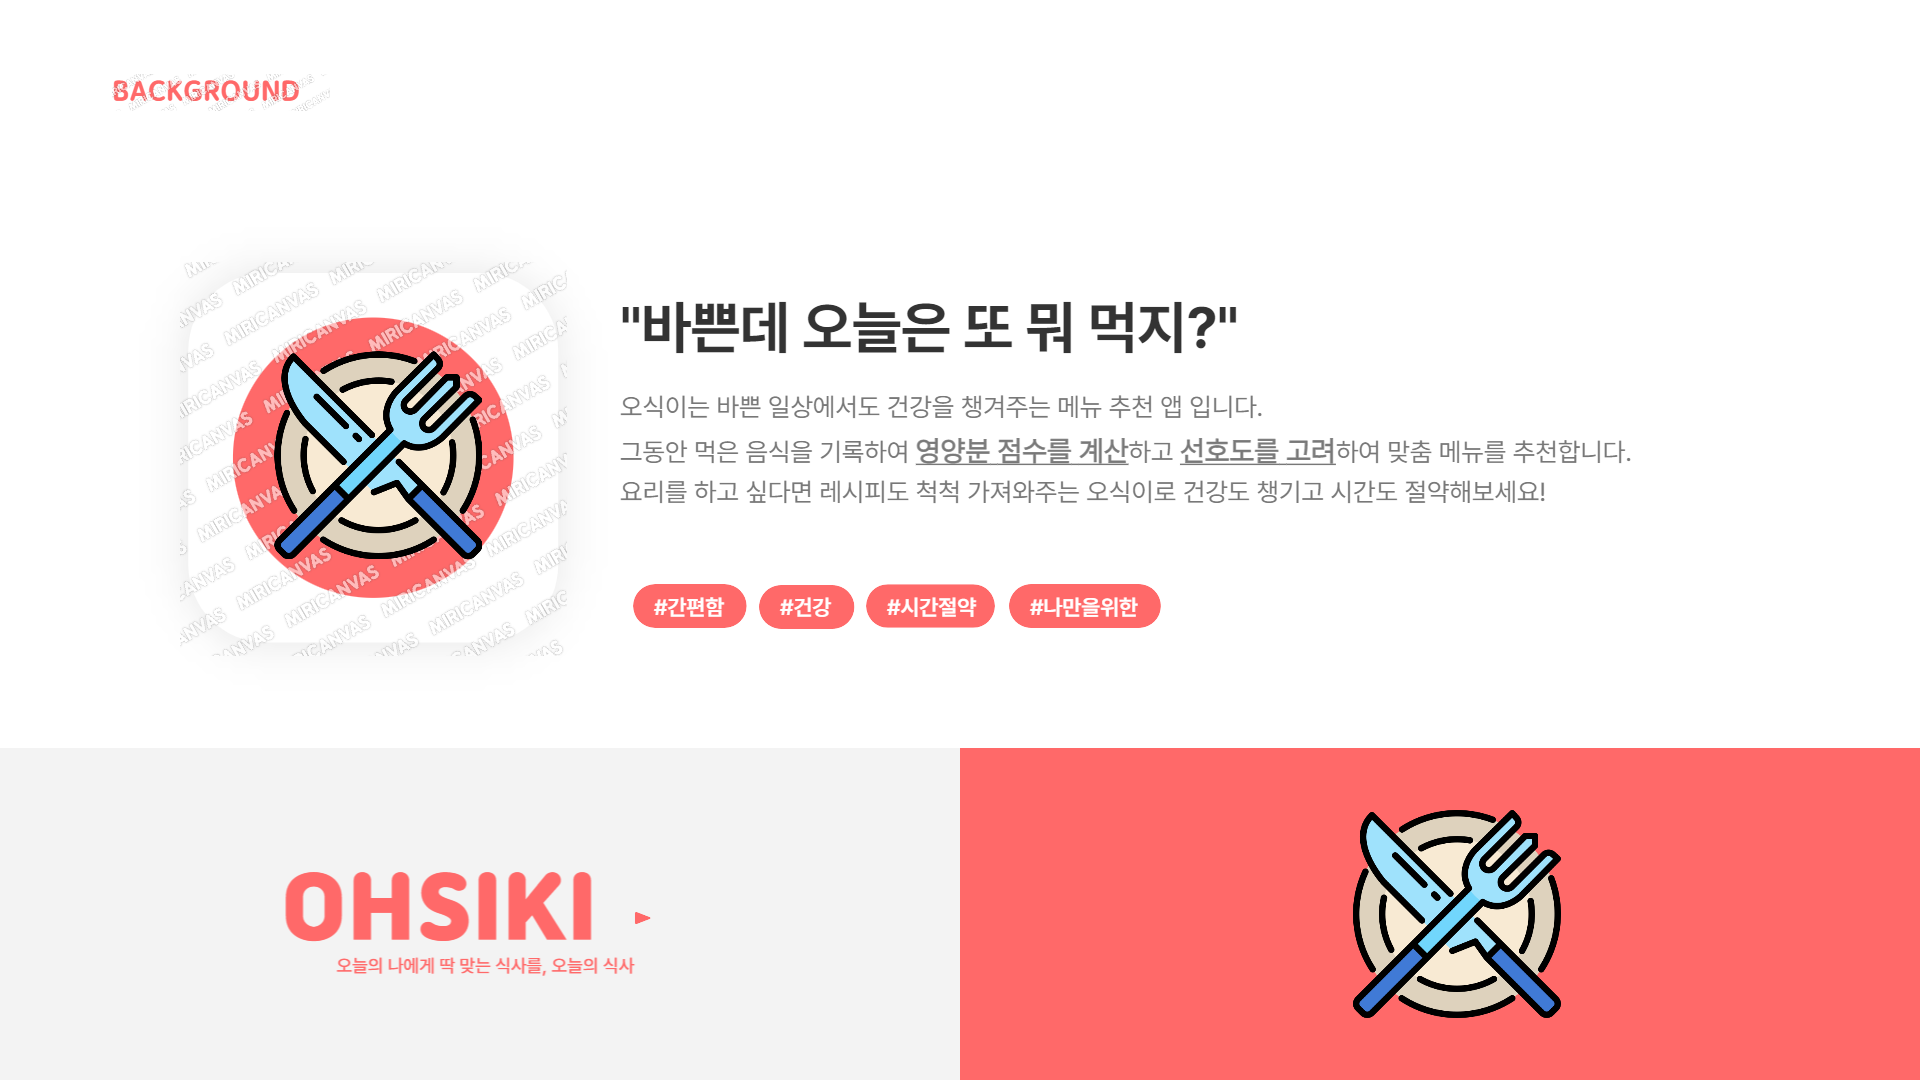 BACKGROUND
"바쁜데 오늘은 또 뭐 먹지?"
오식이는 바쁜 일상에서도 건강을 챙겨주는 메뉴 추천 앱 입니다.
그동안 먹은 음식을 기록하여 영양분 점수를 계산하고 선호도를 고려하여 맞춤 메뉴를 추천합니다.
요리를 하고 싶다면 레시피도 척척 가져와주는 오식이로 건강도 챙기고 시간도 절약해보세요!
#간편함
#건강
#시간절약
#나만을위한
MIRICANVAS
OHSIKI
오늘의 나에게 딱 맞는 식사를, 오늘의 식사